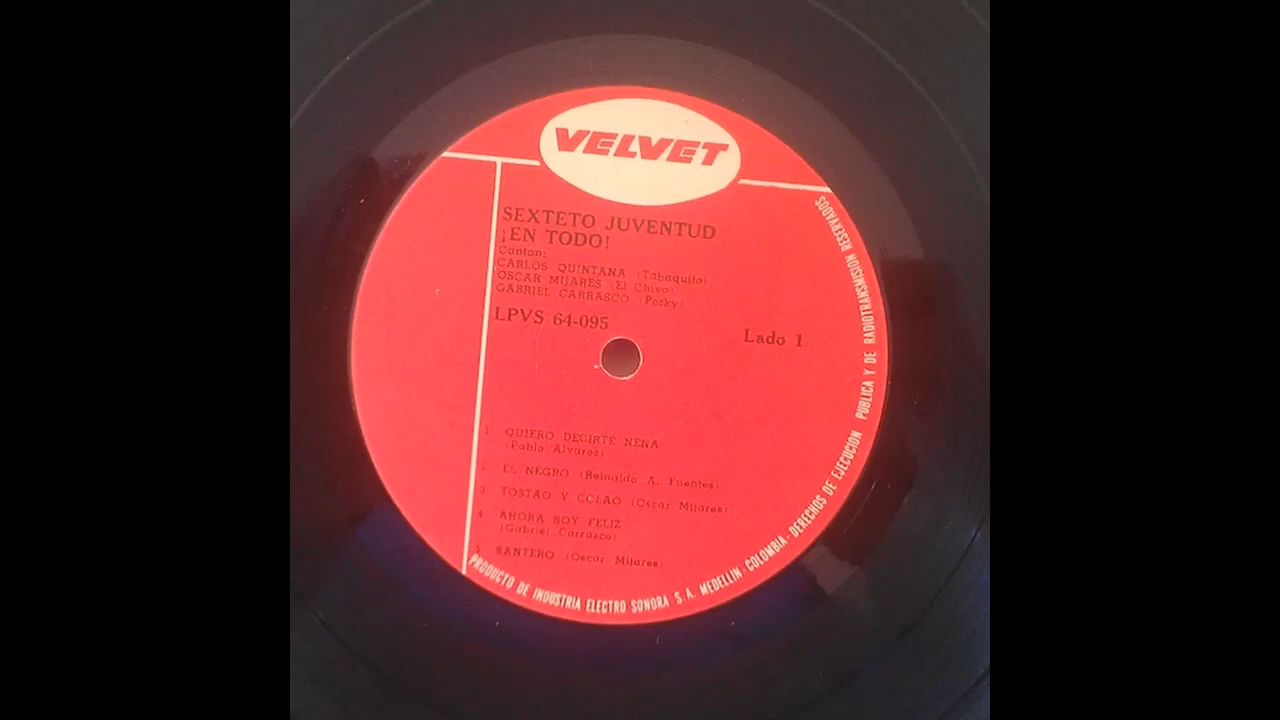 VELVET
SEXTETO JUVENTUD
¡EN TODO!
Cantan:
CARLOS QUINTANA (Tabaquito)
OSCAR MIJARES (El Chivo)
GABRIEL CARRASCO (Porky)
LPVS 64-095
Lado 1
1 QUIERO DECIRTE NENA
(Pablo Alvarez)
2 EL NEGRO (Reinaldo A. Fuentes)
3 TOSTAO Y COLAO (Oscar Mijares)
4 AHORA SOY FELIZ
(Gabriel Carrasco)
5 SANTERO (Oscar Mijares)
PRODUCTO DE INDUSTRIA ELECTRO SONORA S.A. MEDELLIN - COLOMBIA - DERECHOS DE EJECUCION PUBLICA Y DE RADIOTRANSMISION RESERVADOS